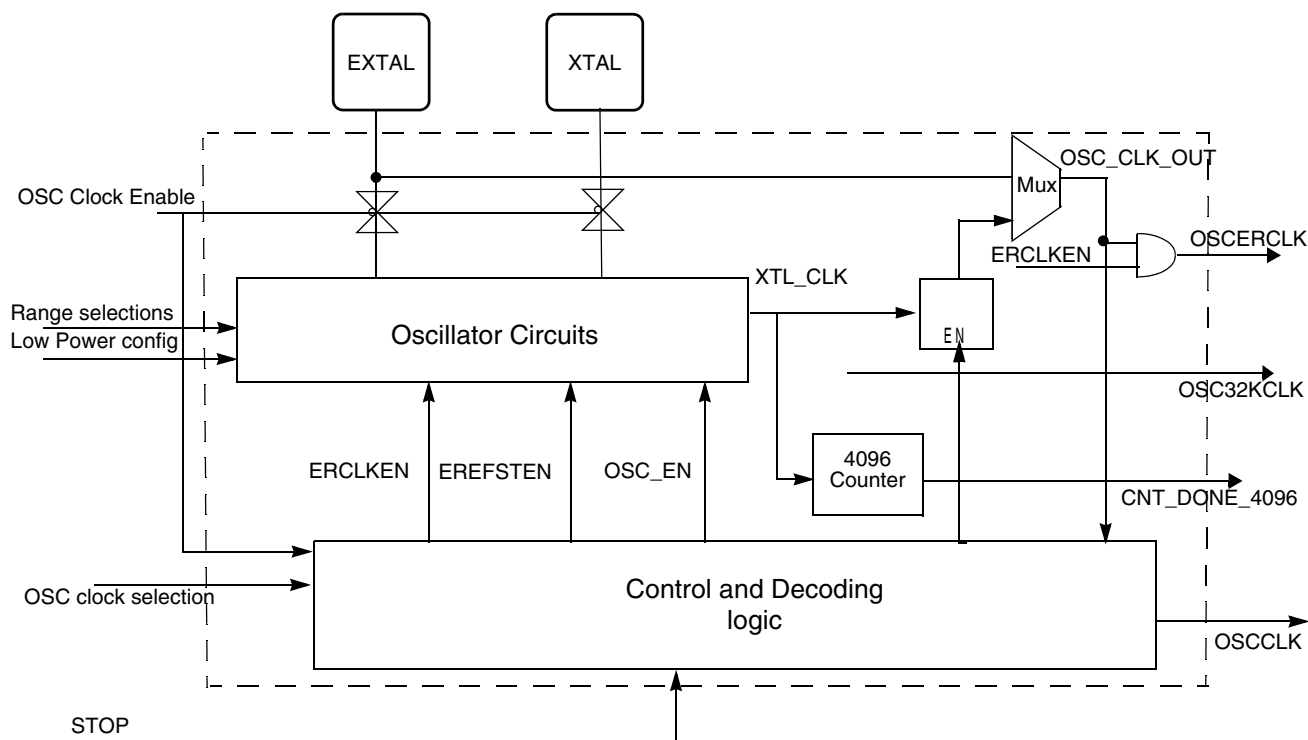 EXTAL
XTAL
OSC_CLK_OUT
Mux
OSC Clock Enable
OSCERCLK
ERCLKEN
XTL_CLK
Range selections
Low Power config
Oscillator Circuits
EN
OSC32KCLK
ERCLKEN
EREFSTEN
OSC_EN
4096
Counter
CNT_DONE_4096
Control and Decoding
logic
OSC clock selection
OSCCLK
STOP